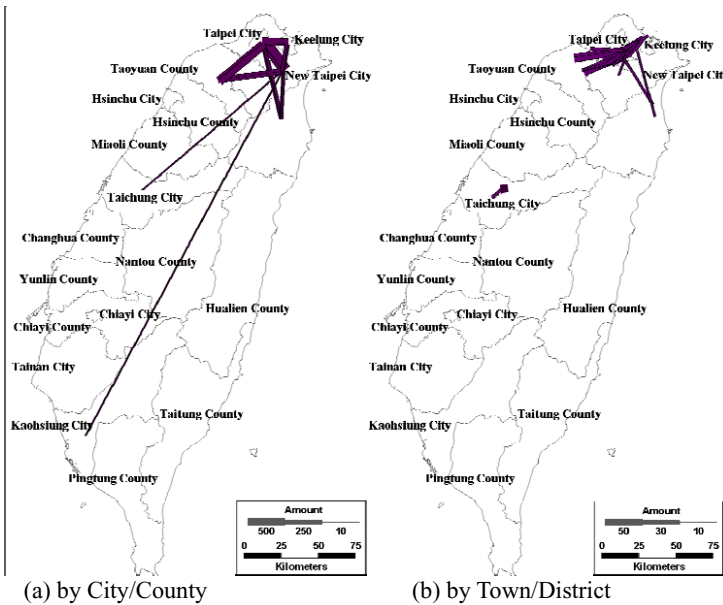 Taipei City
Keelung City
Taoyuan County
New Taipei City
Hsinchu City
Hsinchu County
Miaoli County
Taichung City
Changhua County
Nantou County
Yunlin County
Hualien County
Chiayi City
Chiayi County
Tainan City
Taitung County
Kaohsiung City
Pingtung County
Amount
500 250 10
0 25 50 75
Kilometers
(a) by City/County
Taipei City
Keelung City
Taoyuan County
New Taipei Cit
Hsinchu City
Hsinchu County
Miaoli County
Taichung City
Changhua County
Nantou County
Yunlin County
Hualien County
Chiayi City
Chiayi County
Tainan City
Taitung County
Kaohsiung City
Pingtung County
Amount
50 30 10
0 25 50 75
Kilometers
(b) by Town/District